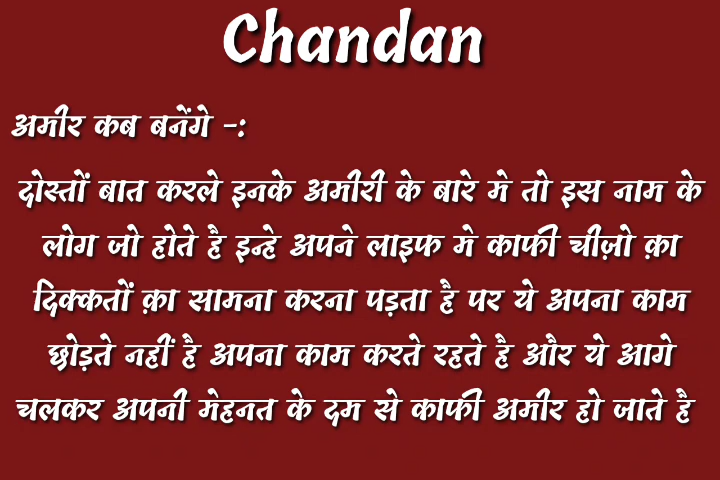 Chandan
अमीर कब बनेंगे -:
दोस्तों बात करले इनके अमीरी के बारे मे तो इस नाम के
लोग जो होते है इन्हे अपने लाइफ मे काफी चीज़ो क़ा
दिक्कतों क़ा सामना करना पड़ता है पर ये अपना काम
छोड़ते नहीं है अपना काम करते रहते है और ये आगे
चलकर अपनी मेहनत के दम से काफी अमीर हो जाते है